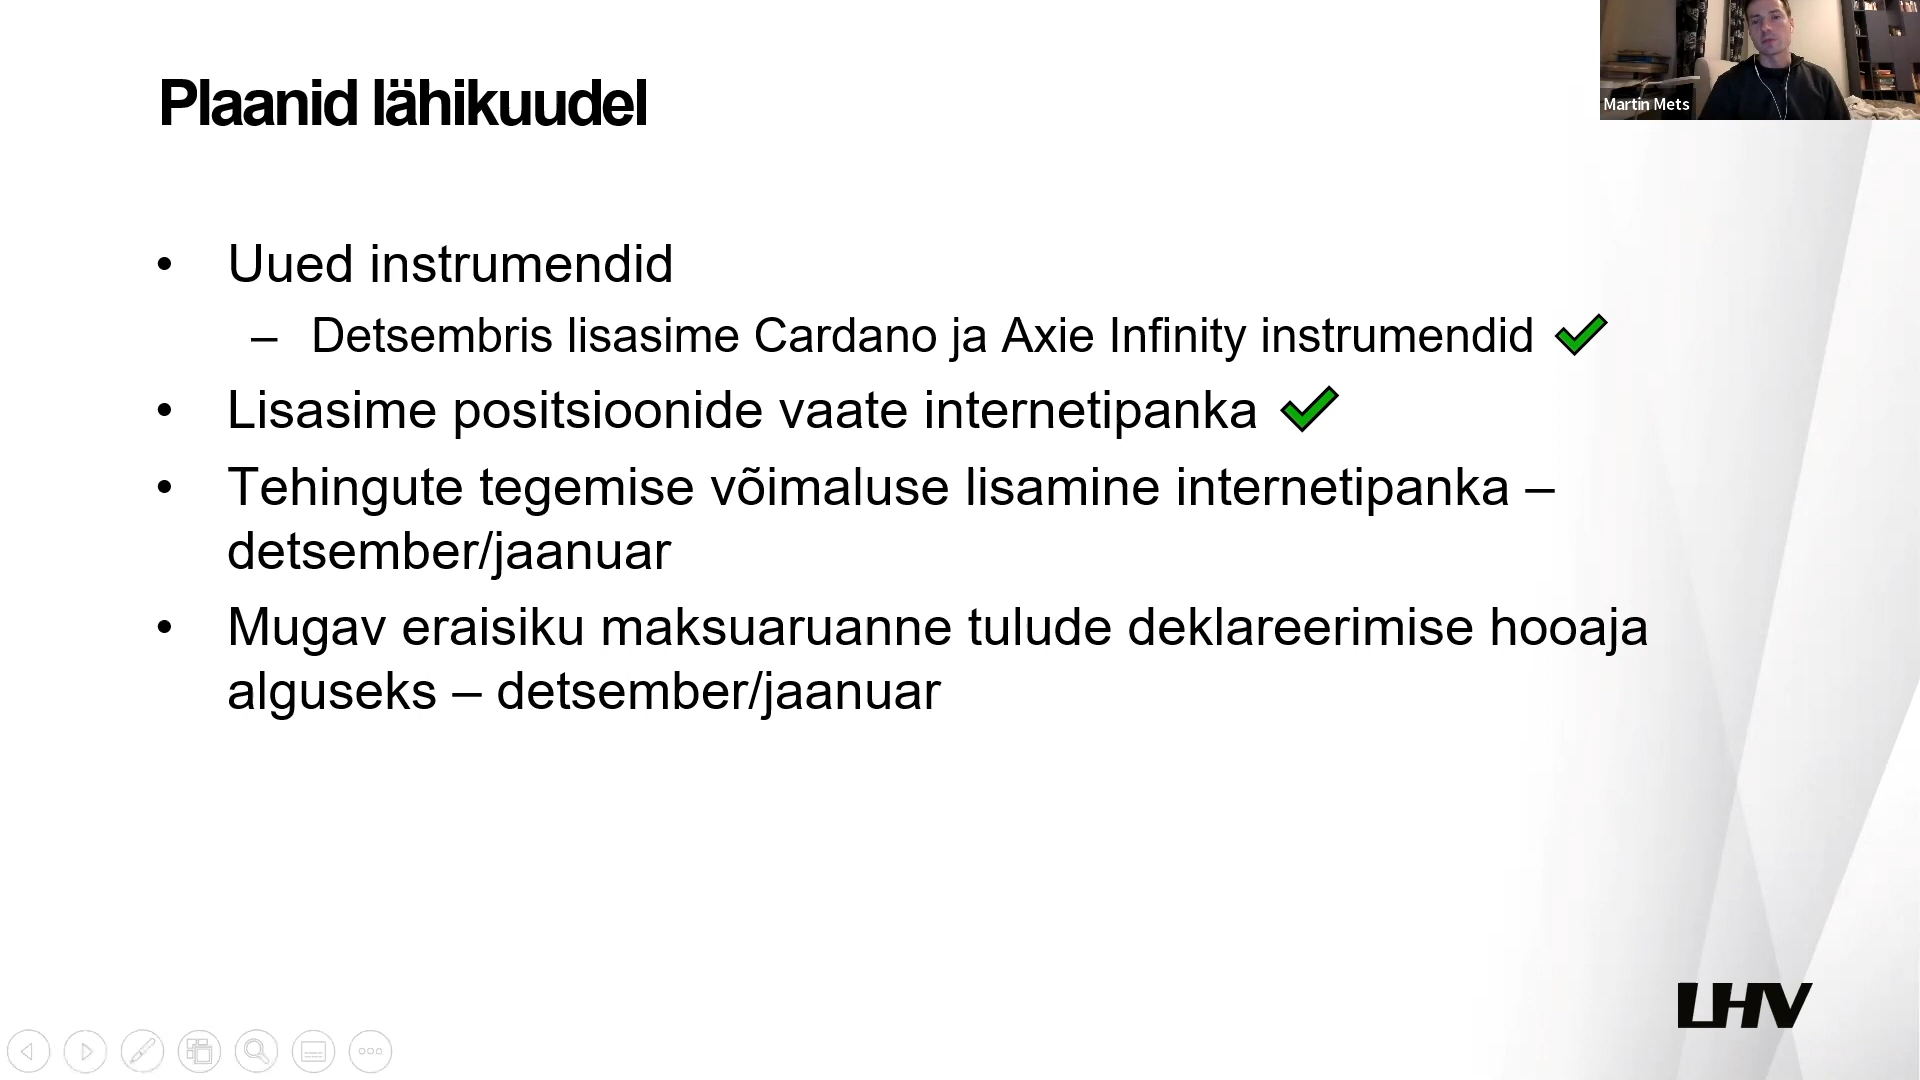 Martin Mets
Plaanid lähikuudel
• Uued instrumendid
– Detsembris lisasime Cardano ja Axie Infinity instrumendid
• Lisasime positsioonide vaate internetipanka
• Tehingute tegemise võimaluse lisamine internetipanka –
detsember/jaanuar
• Mugav eraisiku maksuaruanne tulude deklareerimise hooaja
alguseks – detsember/jaanuar
LHV